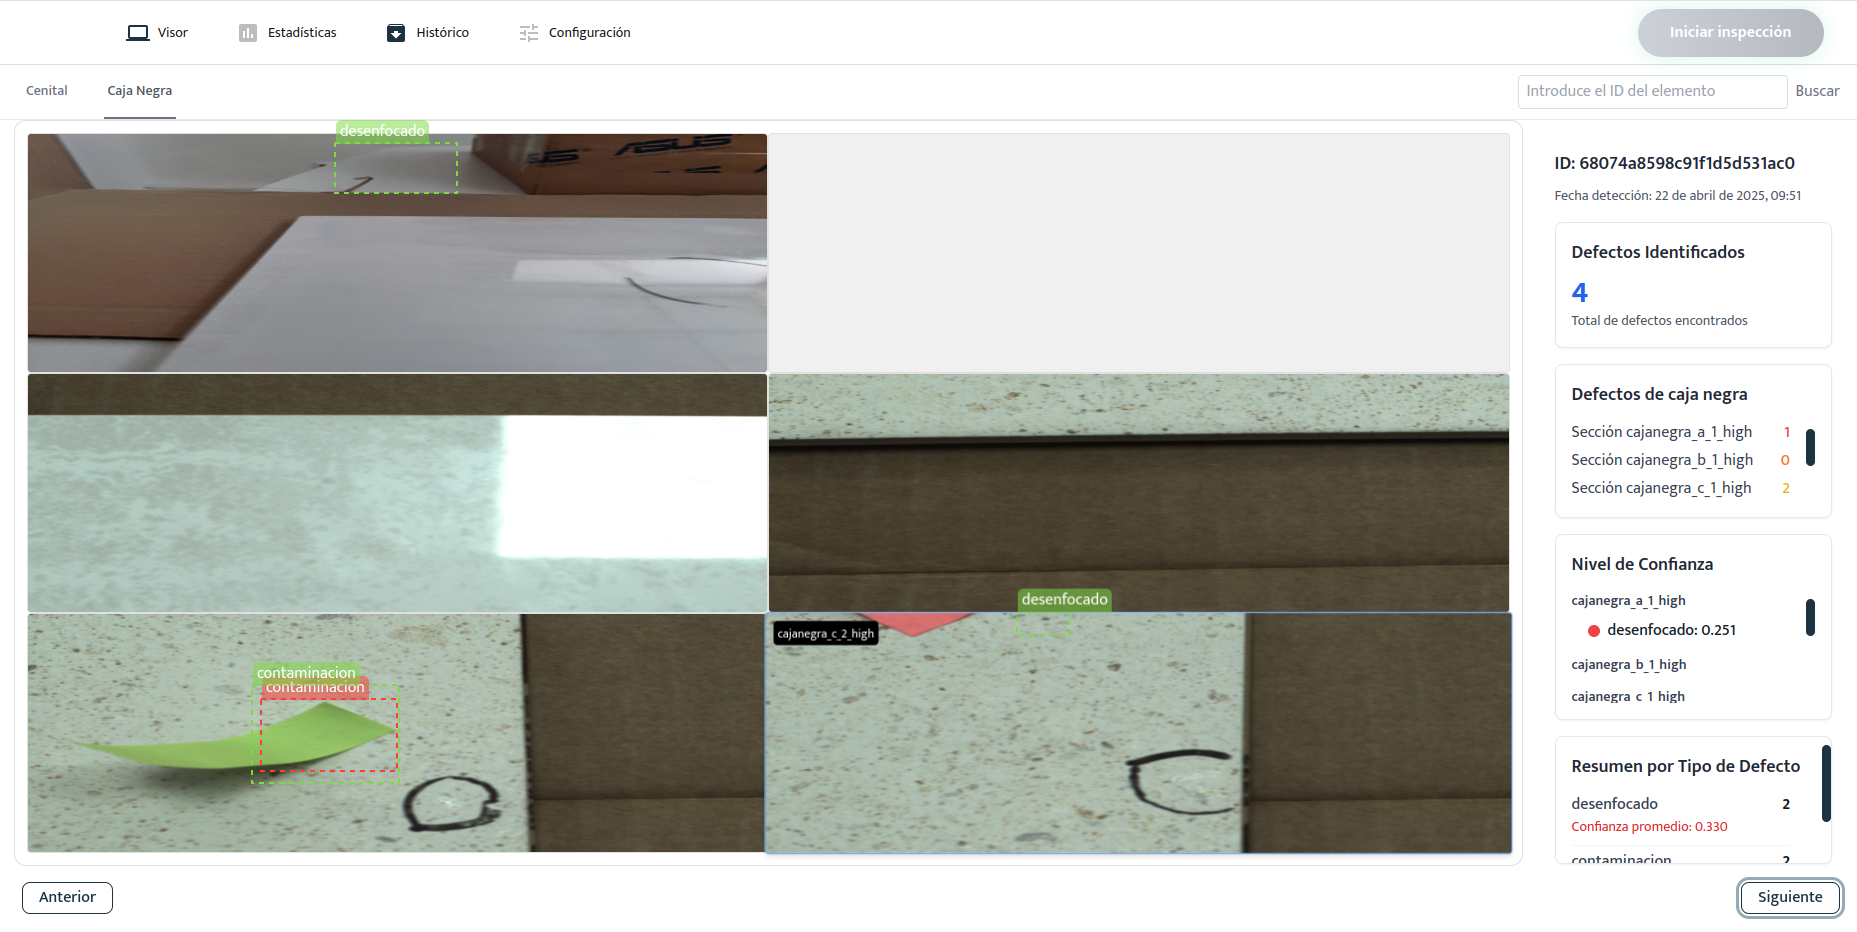 Visor
Estadísticas
Histórico
Configuración
Iniciar inspección
Cenital
Caja Negra
Introduce el ID del elemento
Buscar
desenfocado
ASUS
ID: 68074a8598c91f1d5d531ac0
Fecha detección: 22 de abril de 2025, 09:51
Defectos Identificados
4
Total de defectos encontrados
Defectos de caja negra
Sección cajanegra_a_1_high 1
Sección cajanegra_b_1_high 0
Sección cajanegra_c_1_high 2
desenfocado
cajanegra_c_2_high
contaminacion
contaminacion
Nivel de Confianza
cajanegra_a_1_high
desenfocado: 0.251
cajanegra_b_1_high
cajanegra_c_1_high
Resumen por Tipo de Defecto
desenfocado 2
Confianza promedio: 0.330
contaminacion 2
Anterior
Siguiente